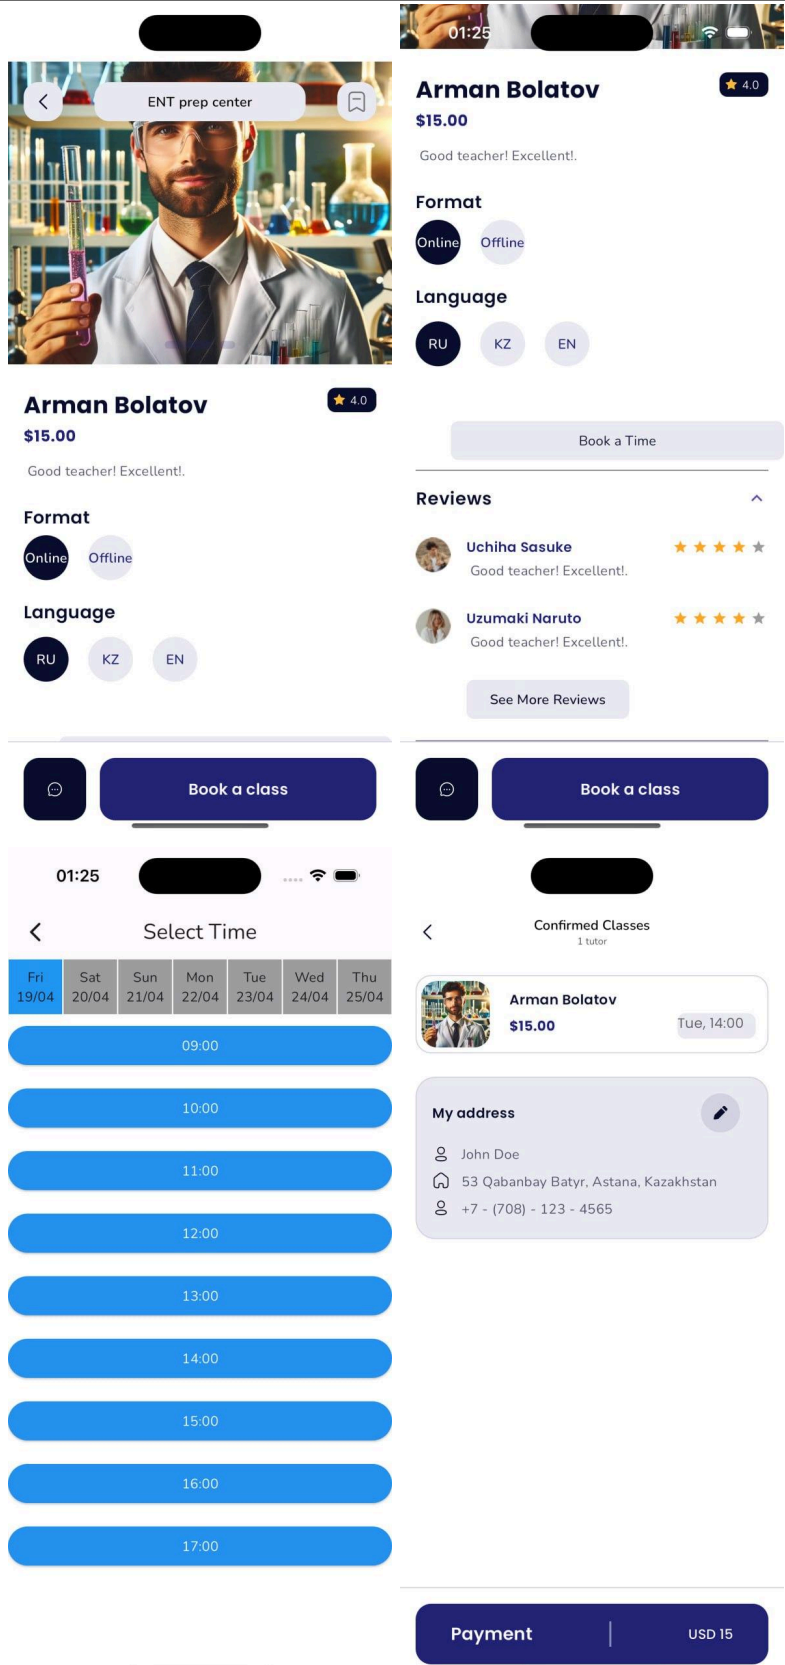 ENT prep center
Arman Bolatov
4.0
$15.00
Good teacher! Excellent!.
Format
Online Offline
Language
RU KZ EN
Book a class
01:25
Arman Bolatov
4.0
$15.00
Good teacher! Excellent!.
Format
Online Offline
Language
RU KZ EN
Book a Time
Reviews
Uchiha Sasuke
Good teacher! Excellent!.
Uzumaki Naruto
Good teacher! Excellent!.
See More Reviews
Book a class
01:25
Select Time
Fri Sat Sun Mon Tue Wed Thu
19/04 20/04 21/04 22/04 23/04 24/04 25/04
09:00
10:00
11:00
12:00
13:00
14:00
15:00
16:00
17:00
Confirmed Classes
1 tutor
Arman Bolatov
$15.00
Tue, 14:00
My address
John Doe
53 Qabanbay Batyr, Astana, Kazakhstan
+7 - (708) - 123 - 4565
Payment USD 15